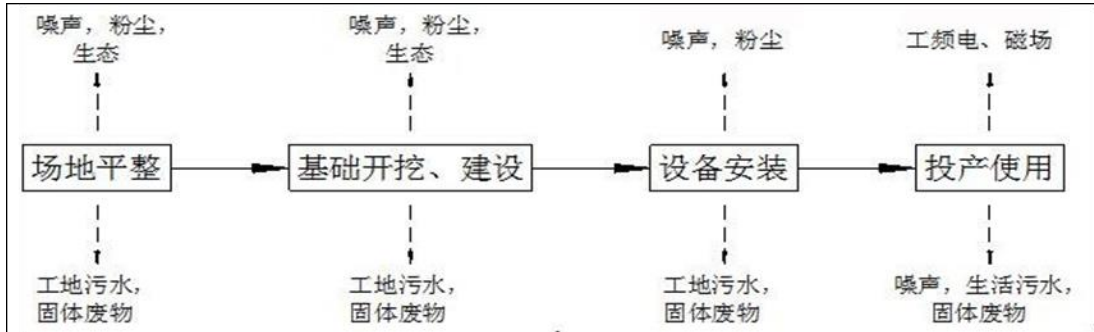 噪声，粉尘，
生态
噪声，粉尘，
生态
噪声，粉尘
工频电、磁场
场地平整
基础开挖、建设
设备安装
投产使用
工地污水，
固体废物
工地污水，
固体废物
工地污水，
固体废物
噪声，生活污水，
固体废物